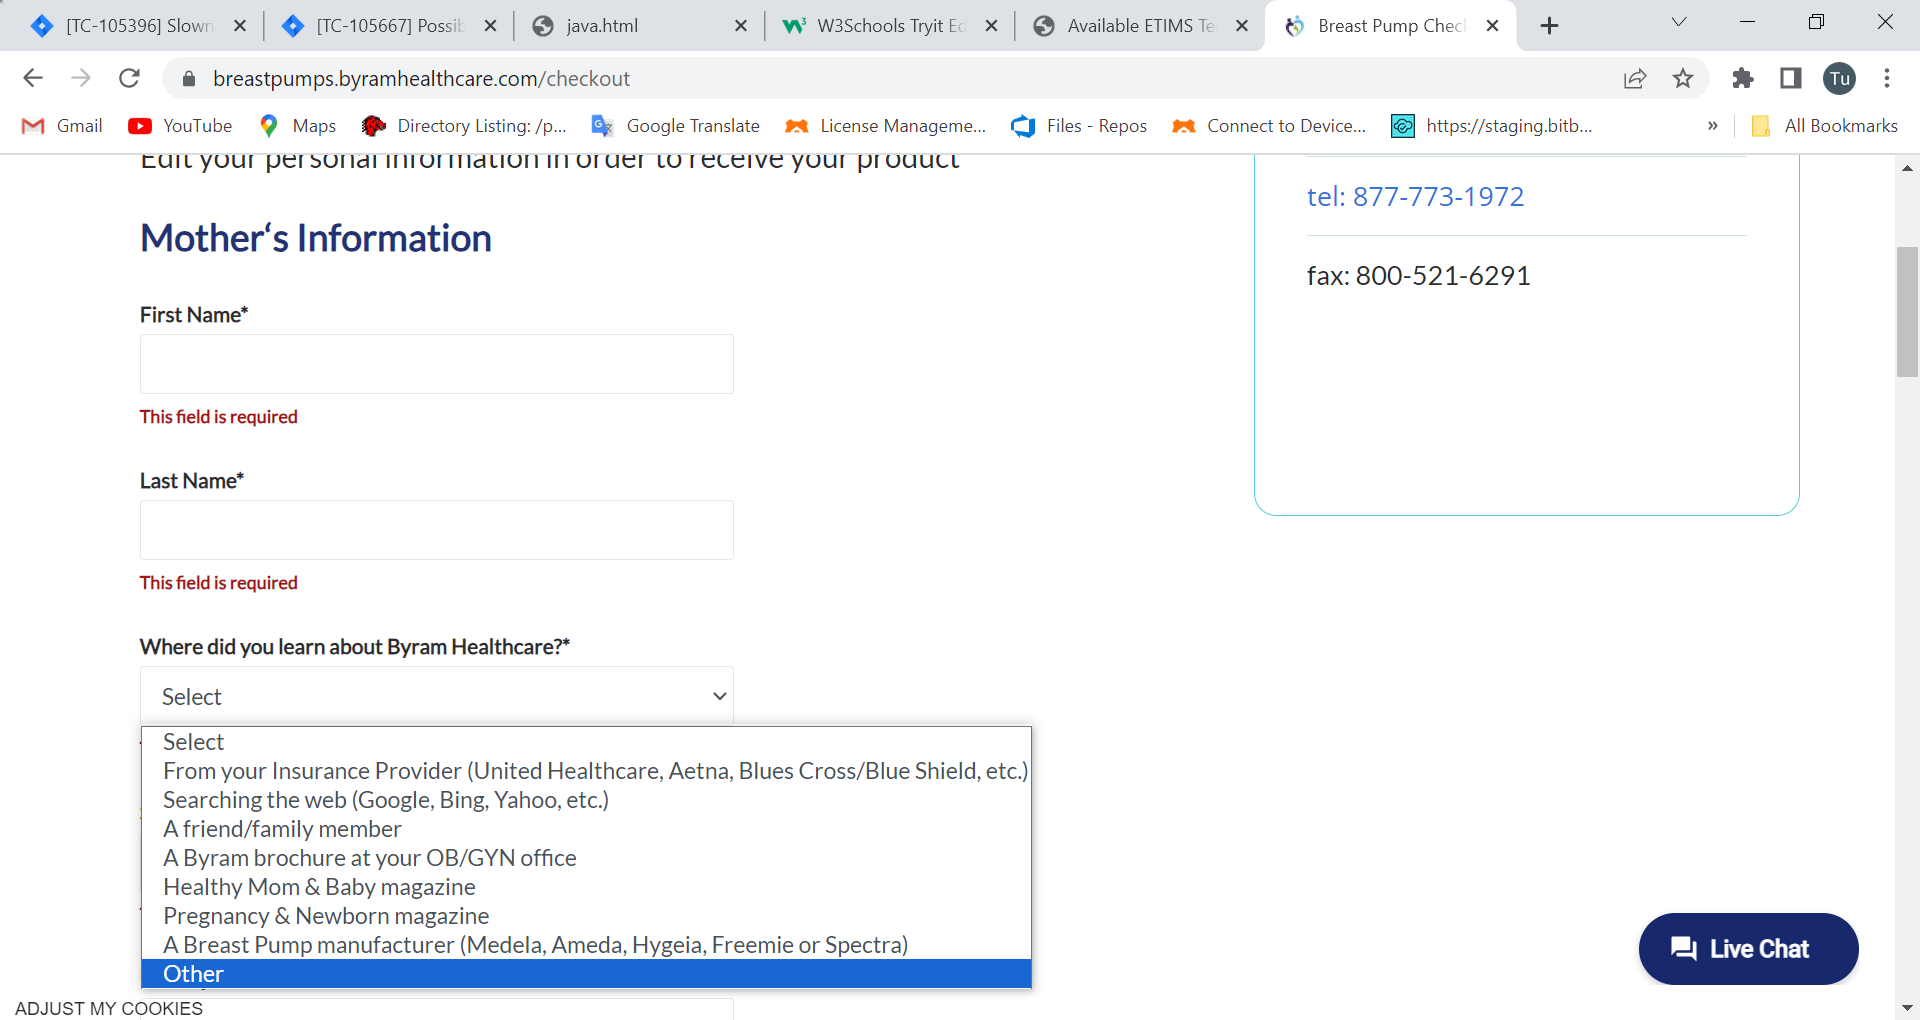 [TC-105396] Slown
[TC-105667] Possib
java.html
W3Schools Tryit Ed
Available ETIMS Te
Breast Pump Check
breastpumps.byramhealthcare.com/checkout
Tu
Gmail
YouTube
Maps
Directory Listing: /p...
Google Translate
License Manageme...
Files - Repos
Connect to Device...
https://staging.bitb...
»
All Bookmarks
Edit your personal information in order to receive your product
Mother‘s Information
First Name*
This field is required
Last Name*
This field is required
Where did you learn about Byram Healthcare?*
Select
Select
From your Insurance Provider (United Healthcare, Aetna, Blues Cross/Blue Shield, etc.)
Searching the web (Google, Bing, Yahoo, etc.)
A friend/family member
A Byram brochure at your OB/GYN office
Healthy Mom & Baby magazine
Pregnancy & Newborn magazine
A Breast Pump manufacturer (Medela, Ameda, Hygeia, Freemie or Spectra)
Other
tel: 877-773-1972
fax: 800-521-6291
Live Chat
ADJUST MY COOKIES